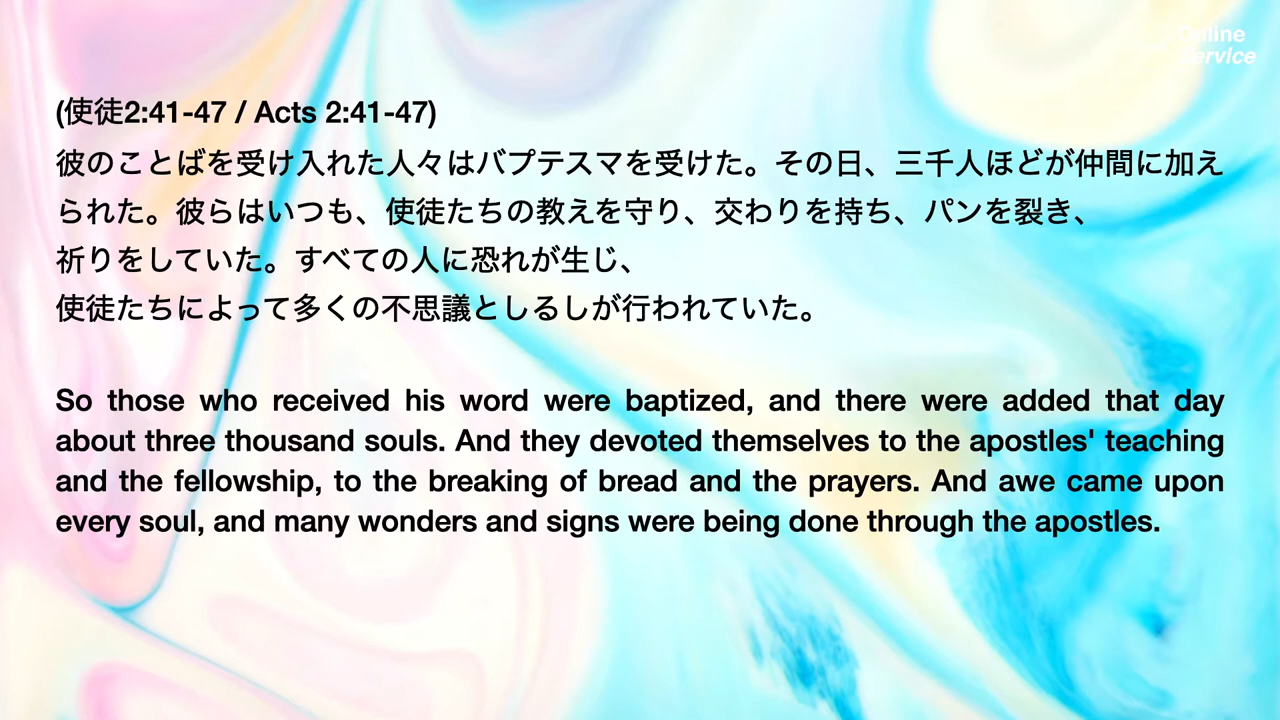 Online
Service
(使徒2:41-47 / Acts 2:41-47)
彼のことばを受け入れた人々はバプテスマを受けた。その日、三千人ほどが仲間に加え
られた。彼らはいつも、使徒たちの教えを守り、交わりを持ち、パンを裂き、
祈りをしていた。すべての人に恐れが生じ、
使徒たちによって多くの不思議としるしが行われていた。
So those who received his word were baptized, and there were added that day
about three thousand souls. And they devoted themselves to the apostles' teaching
and the fellowship, to the breaking of bread and the prayers. And awe came upon
every soul, and many wonders and signs were being done through the apostles.